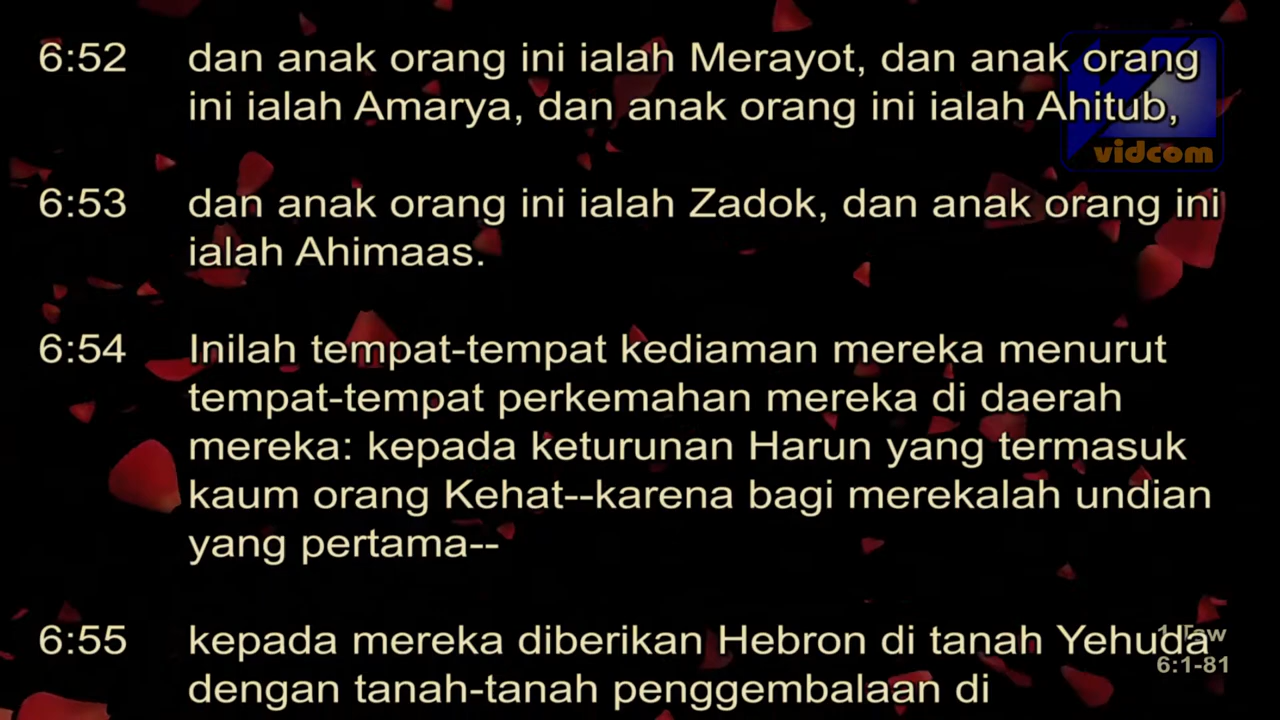 6:52 dan anak orang ini ialah Merayot, dan anak orang
ini ialah Amarya, dan anak orang ini ialah Ahitub,
vidcom
6:53 dan anak orang ini ialah Zadok, dan anak orang ini
ialah Ahimaas.
6:54 Inilah tempat-tempat kediaman mereka menurut
tempat-tempat perkemahan mereka di daerah
mereka: kepada keturunan Harun yang termasuk
kaum orang Kehat--karena bagi merekalah undian
yang pertama--
6:55 kepada mereka diberikan Hebron di tanah Yehuda
dengan tanah-tanah penggembalaan di
1 Taw
6:1-81